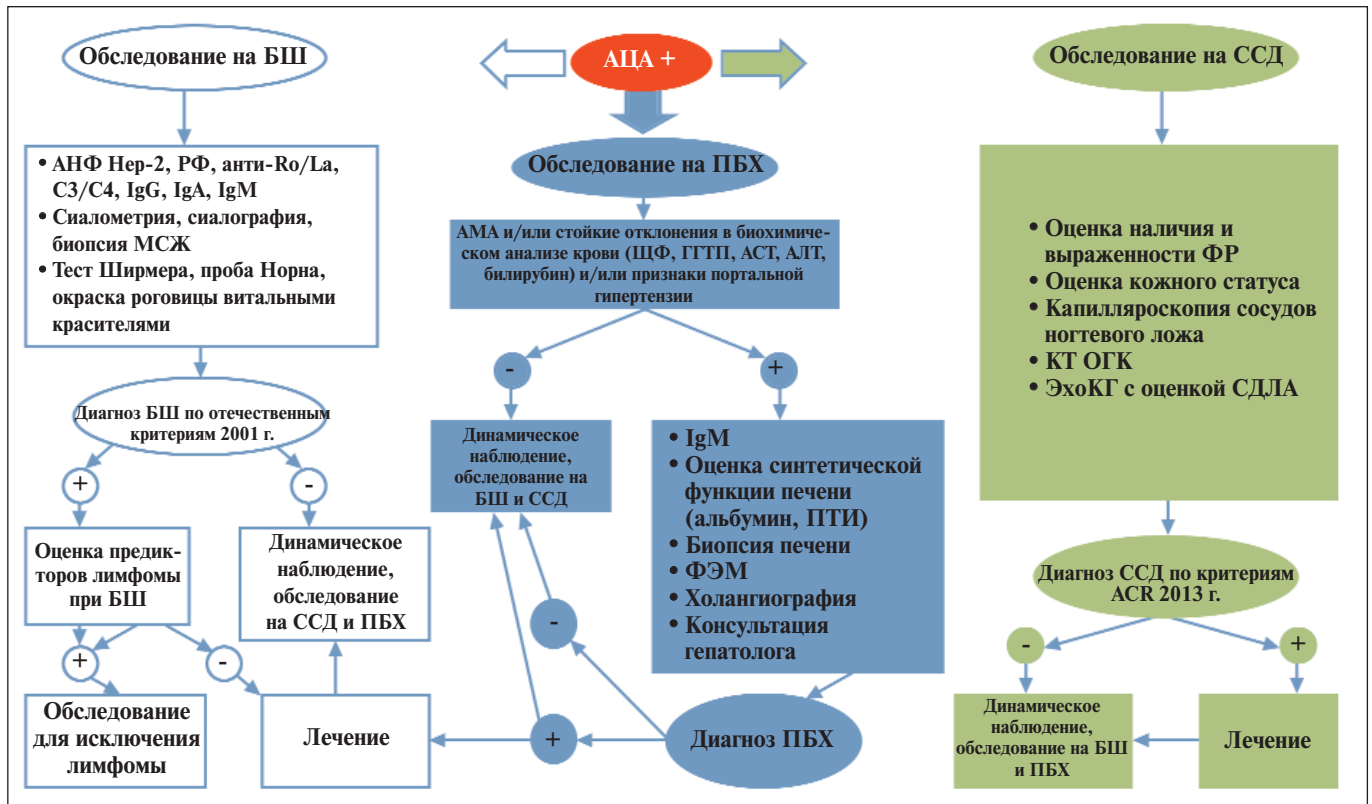 Обследование на БШ
АНФ Hep-2, РФ, анти-Ro/La,
C3/C4, IgG, IgA, IgM
Сиалометрия, сиалография,
биопсия МСЖ
Тест Ширмера, проба Норна,
окраска роговицы витальными
красителями
Диагноз БШ по отечественным
критериям 2001 г.
+
-
Оценка предик-
торов лимфомы
при БШ
Динамическое
наблюдение,
обследование
на ССД и ПБХ
+
-
Обследование
для исключения
лимфомы
Лечение
АЦА +
Обследование на ПБХ
АМА и/или стойкие отклонения в биохимиче-
ском анализе крови (ЩФ, ГГТП, АСТ, АЛТ,
билирубин) и/или признаки портальной
гипертензии
-
+
Динамическое
наблюдение,
обследование на
БШ и ССД
IgM
Оценка синтетической
функции печени
(альбумин, ПТИ)
Биопсия печени
ФЭМ
Холангиография
Консультация
гепатолога
-
+
Диагноз ПБХ
Обследование на ССД
Оценка наличия и
выраженности ФР
Оценка кожного статуса
Капилляроскопия сосудов
ногтевого ложа
КТ ОГК
ЭхоКГ с оценкой СДЛА
Диагноз ССД по критериям
ACR 2013 г.
-
+
Динамическое
наблюдение,
обследование на БШ
и ПБХ
Лечение